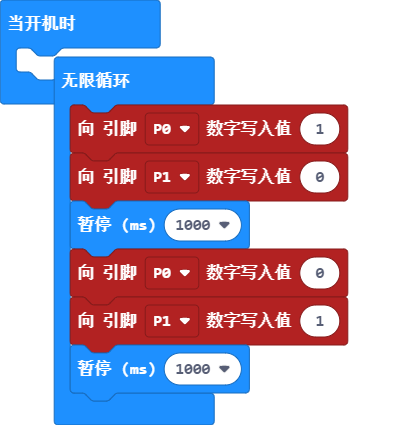 当开机时
无限循环
向 引脚 P0 数字写入值 1
向 引脚 P1 数字写入值 0
暂停 (ms) 1000
向 引脚 P0 数字写入值 0
向 引脚 P1 数字写入值 1
暂停 (ms) 1000